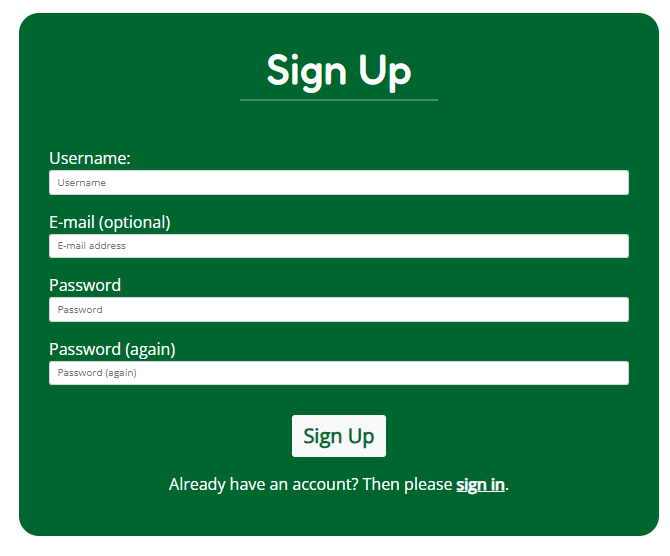 Sign Up
Username:
Username
E-mail (optional)
E-mail address
Password
Password
Password (again)
Password (again)
Sign Up
Already have an account? Then please sign in.